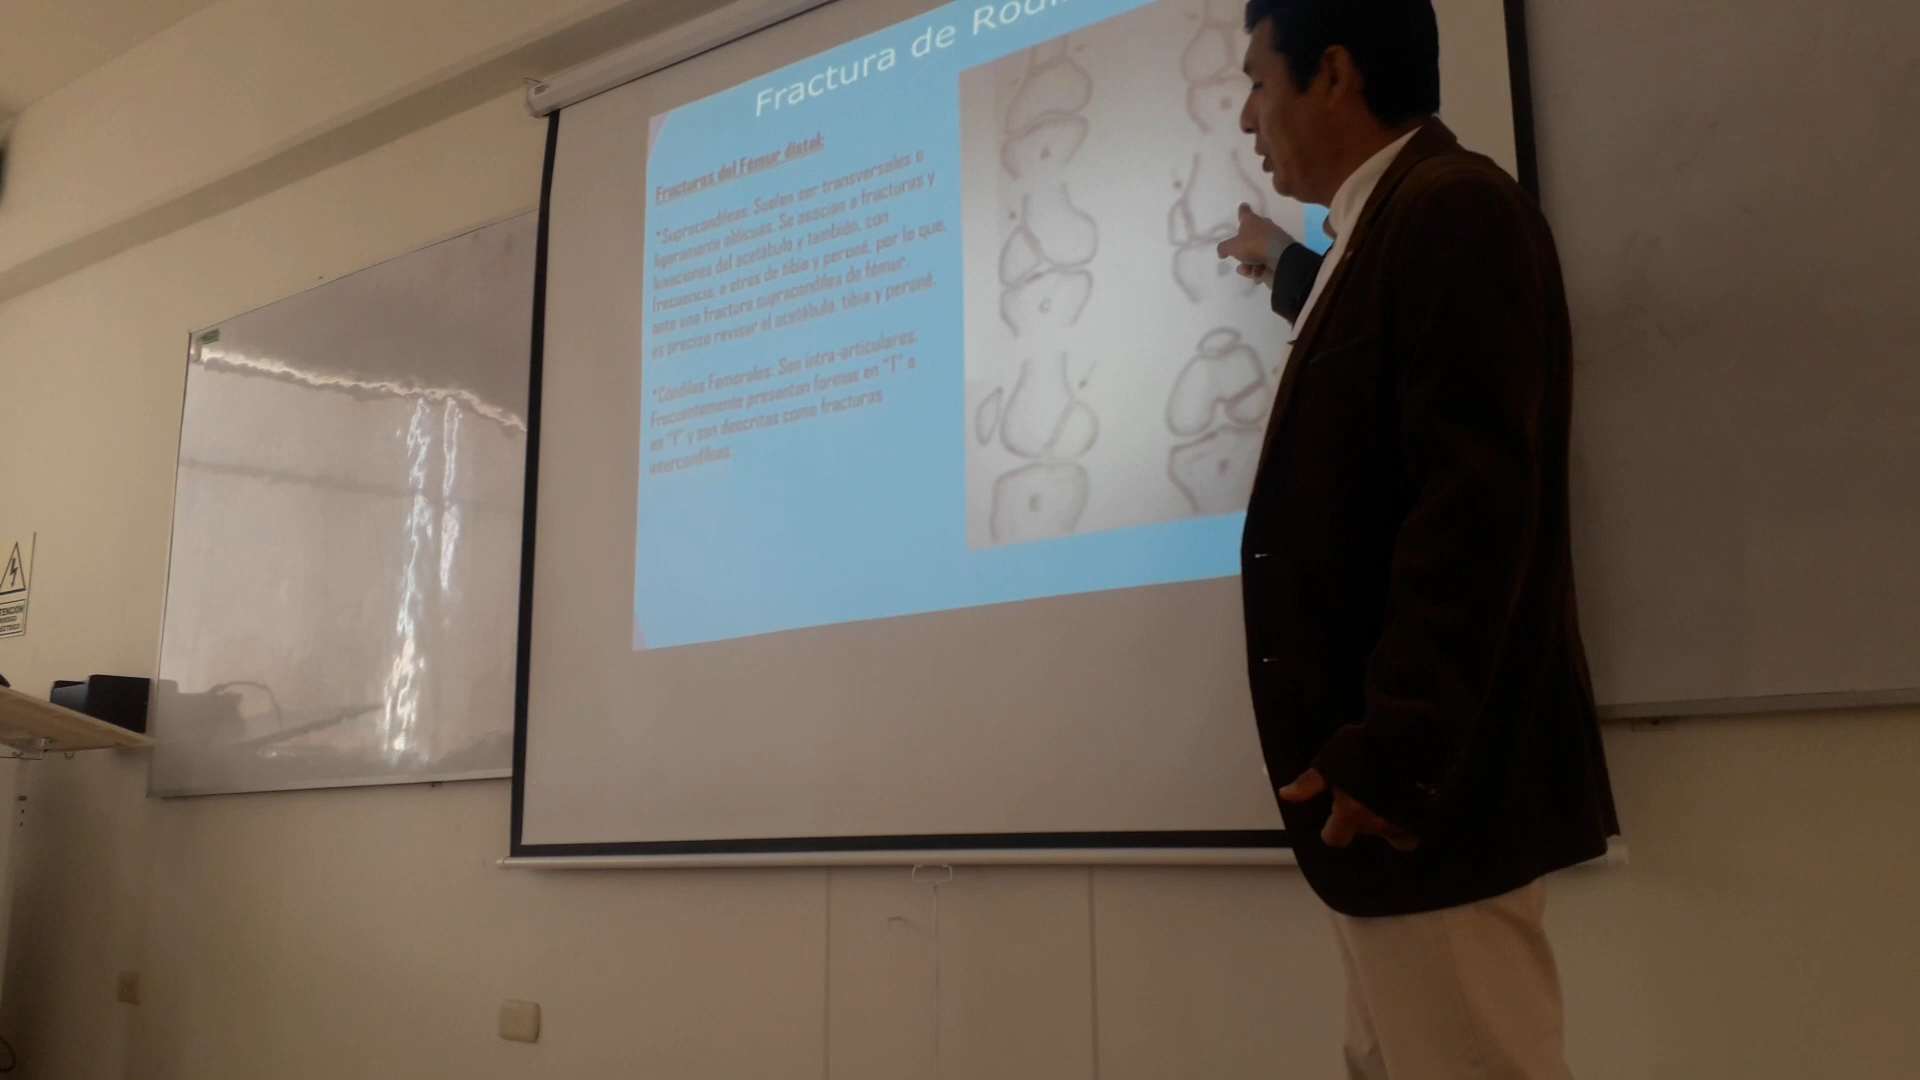 Fractura de Rodi
Fracturas del Fémur distal:
*Supracondíleas: Suelen ser transversales o
ligeramente oblicuas. Se asocian a fracturas y
luxaciones del acetábulo y también, con
frecuencia, a otras de tibia y peroné, por lo que,
ante una fractura supracondílea de fémur,
es preciso revisar el acetábulo, tibia y peroné.
*Cóndilos Femorales: Son intra-articulares.
Frecuentemente presentan formas en "T" o
en "Y" y son descritas como fracturas
intercondíleas.
TENCIÓN
RIESGO
ÉCTRICO